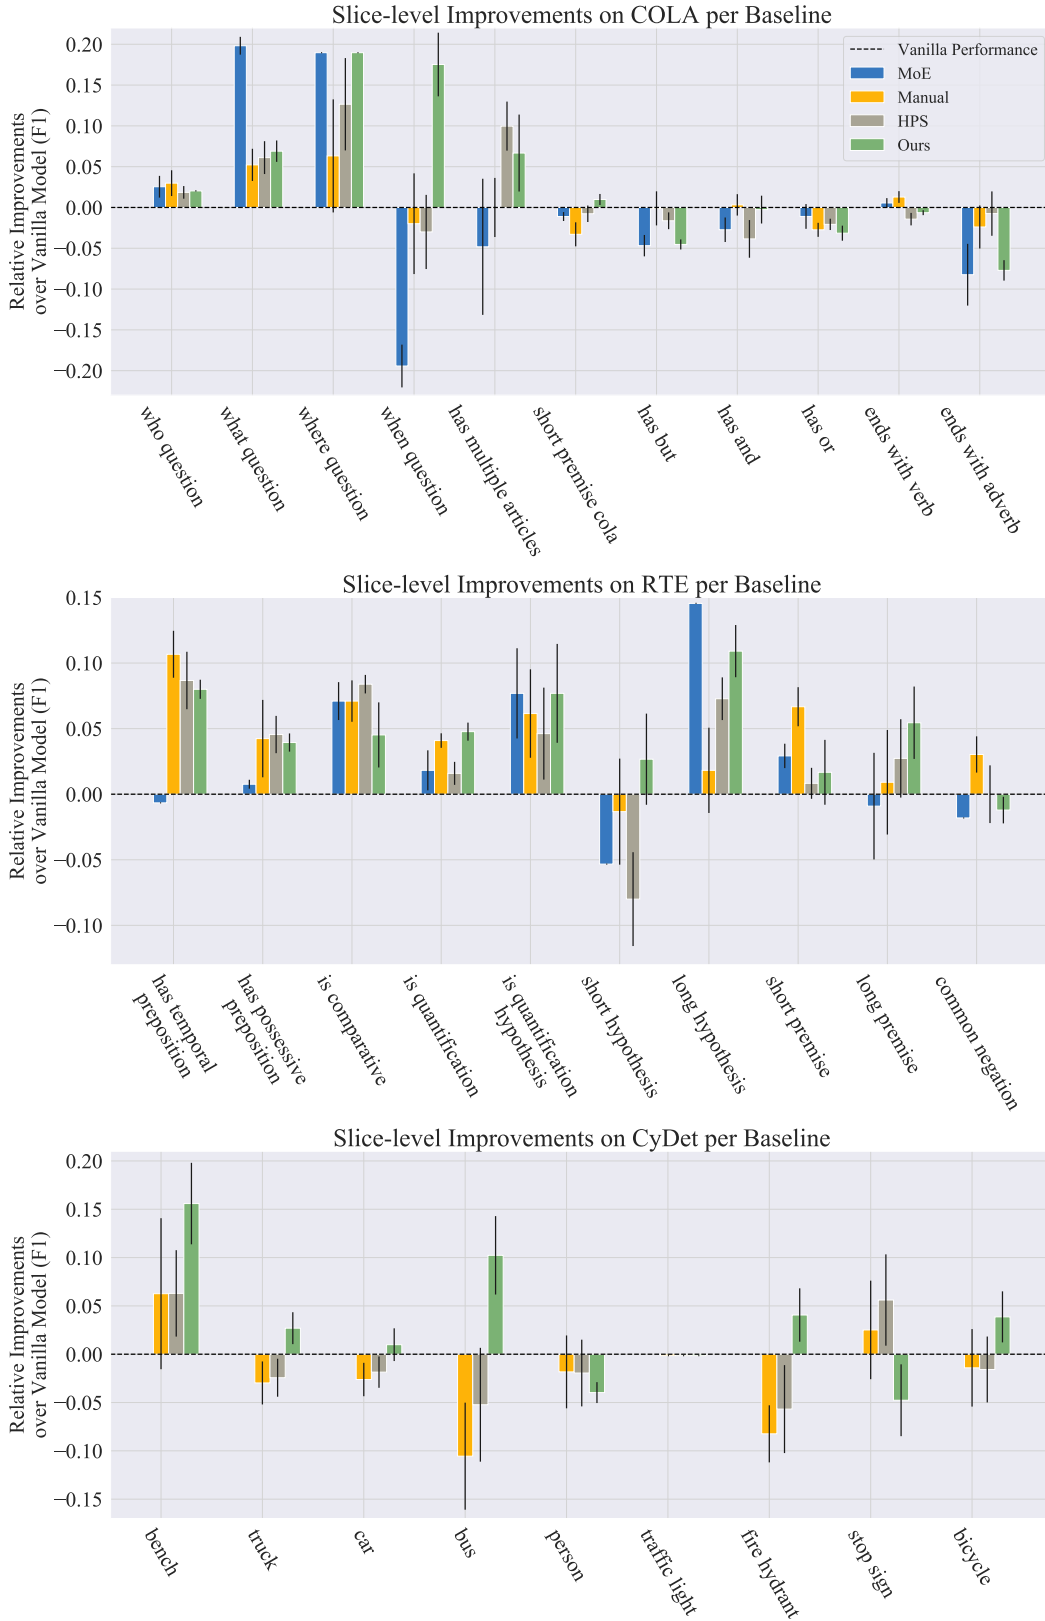 Slice-level Improvements on COLA per Baseline
Relative Improvements
over Vanilla Model (F1)
0.20
0.15
0.10
0.05
0.00
−0.05
−0.10
−0.15
−0.20
Vanilla Performance
MoE
Manual
HPS
Ours
who question
what question
where question
when question
has multiple articles
short premise cola
has but
has and
has or
ends with verb
ends with adverb
Slice-level Improvements on RTE per Baseline
Relative Improvements
over Vanilla Model (F1)
0.15
0.10
0.05
0.00
−0.05
−0.10
has temporal
preposition
has possessive
preposition
is comparative
is quantification
is quantification
hypothesis
short hypothesis
long hypothesis
short premise
long premise
common negation
Slice-level Improvements on CyDet per Baseline
Relative Improvements
over Vanilla Model (F1)
0.20
0.15
0.10
0.05
0.00
−0.05
−0.10
−0.15
bench
truck
car
bus
person
traffic light
fire hydrant
stop sign
bicycle